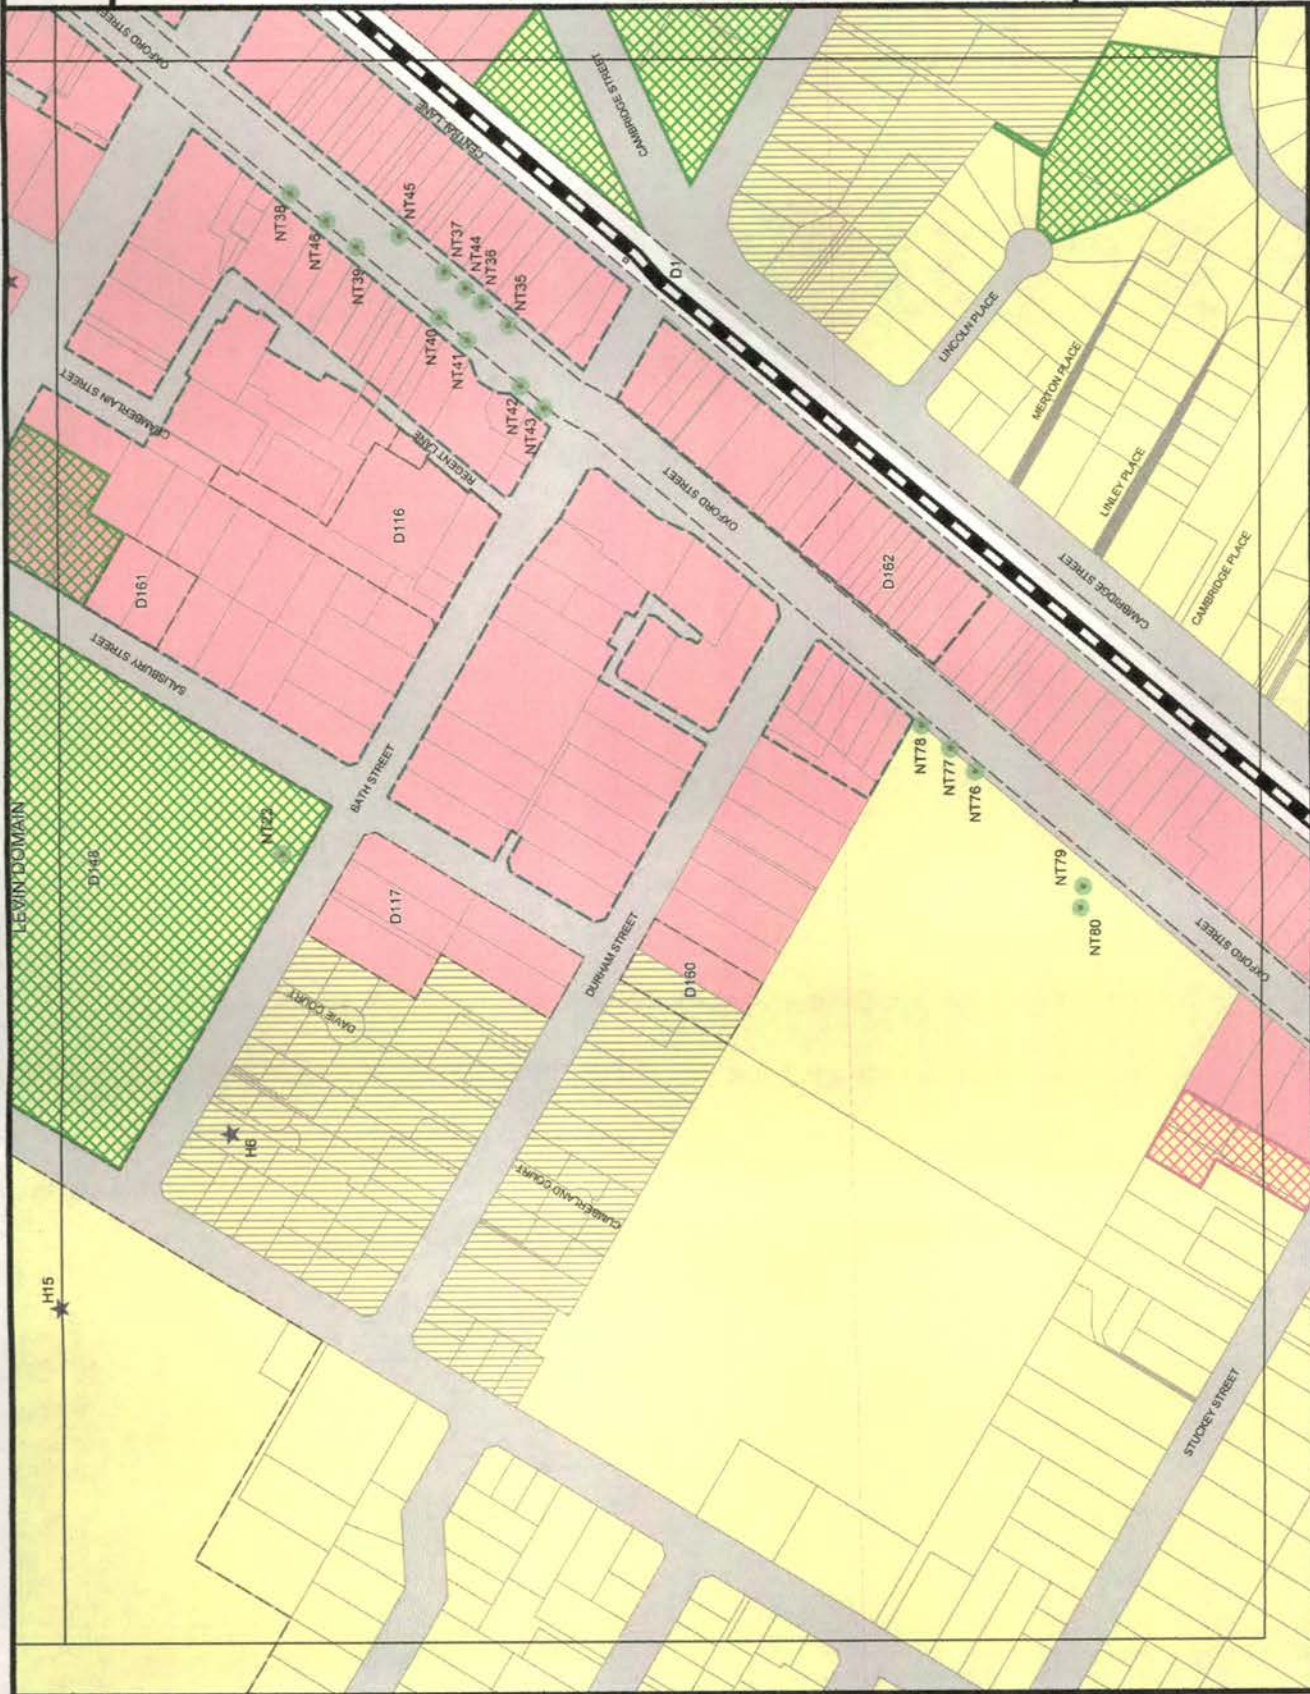 OXFORD STREET
CENTRAL LANE
CAMBRIDGE STREET
NT38
NT46
NT39
NT45
NT37
NT44
NT36
NT35
NT40
NT41
NT42
NT43
D1
CHAMBERLAIN STREET
REGENT LANE
D116
D161
SALISBURY STREET
LEVIN DOMAIN
D148
NT22
BATH STREET
OXFORD STREET
D162
LINCOLN PLACE
MERTON PLACE
LINLEY PLACE
CAMBRIDGE STREET
CAMBRIDGE PLACE
D117
DAVIE COURT
DURHAM STREET
D160
NT78
NT77
NT76
NT79
NT80
OXFORD STREET
H6
CUMBERLAND COURT
H15
STUCKEY STREET